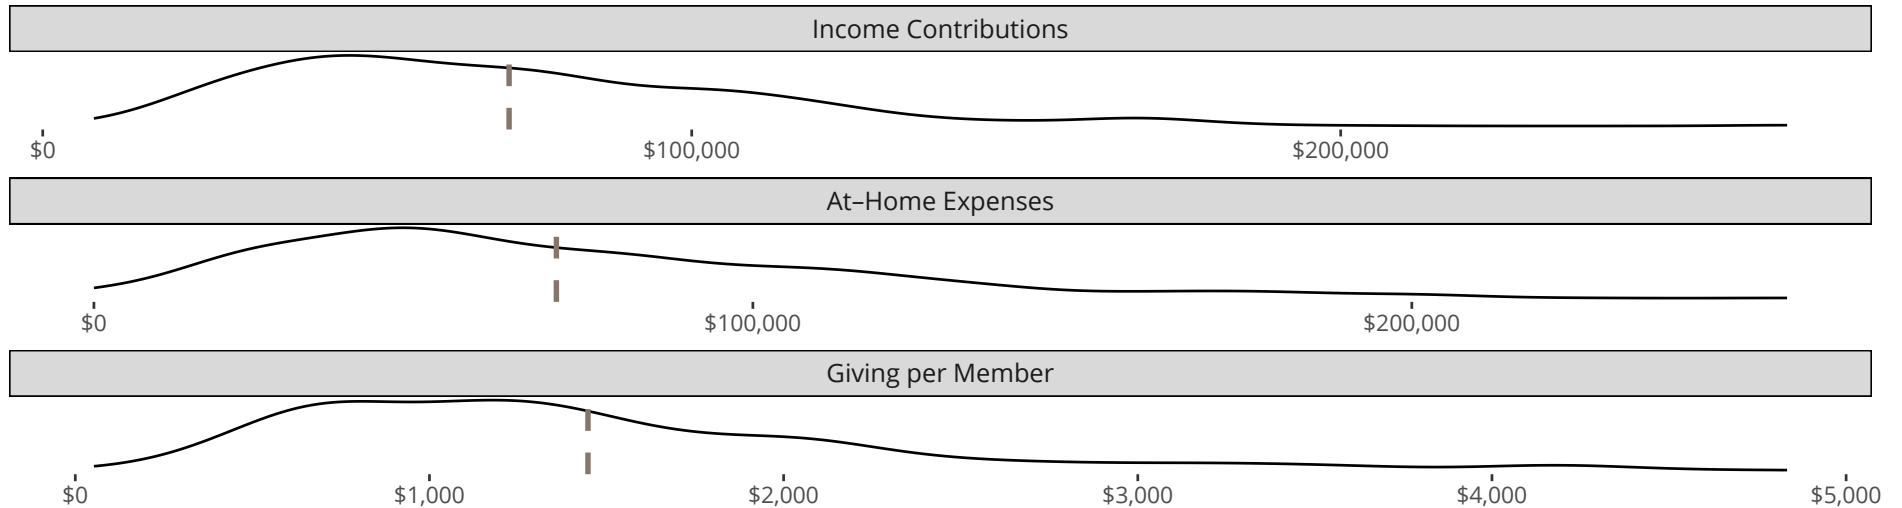 Income Contributions
$0 $100,000 $200,000
At–Home Expenses
$0 $100,000 $200,000
Giving per Member
$0 $1,000 $2,000 $3,000 $4,000 $5,000